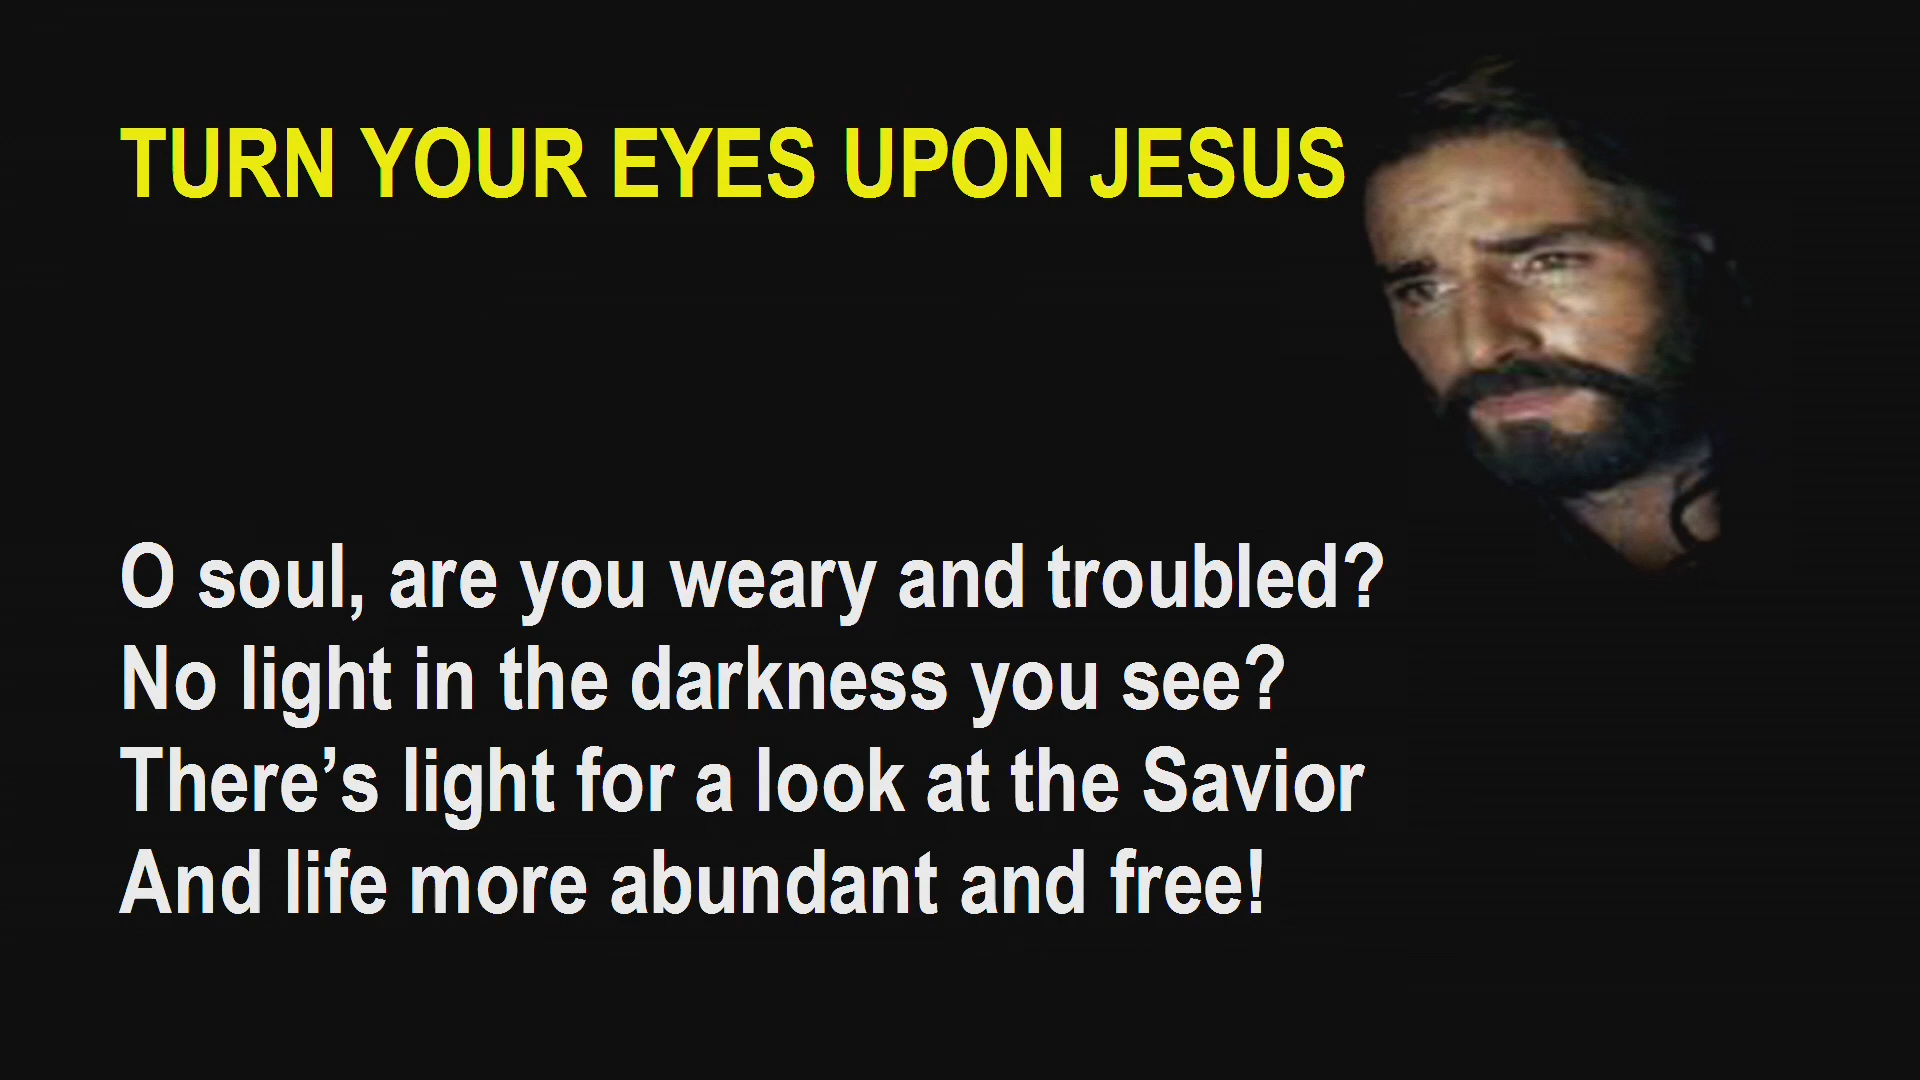 TURN YOUR EYES UPON JESUS
O soul, are you weary and troubled?
No light in the darkness you see?
There’s light for a look at the Savior
And life more abundant and free!